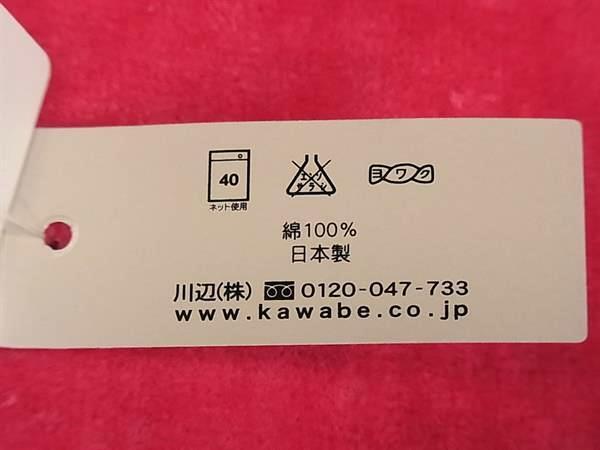 40
ネット使用
エンソ
サラシ
ヨワク
綿100%
日本製
川辺(株) 0120-047-733
www.kawabe.co.jp